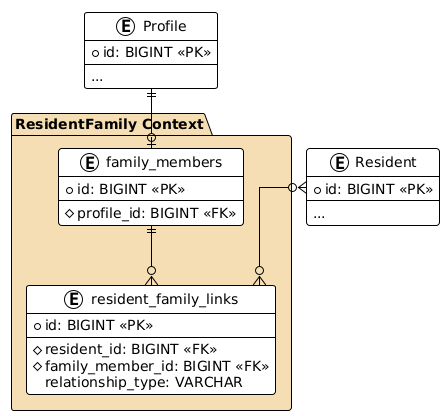 E Profile
id: BIGINT «PK»
...
ResidentFamily Context
E family_members
id: BIGINT «PK»
profile_id: BIGINT «FK»
E Resident
id: BIGINT «PK»
...
E resident_family_links
id: BIGINT «PK»
resident_id: BIGINT «FK»
family_member_id: BIGINT «FK»
relationship_type: VARCHAR